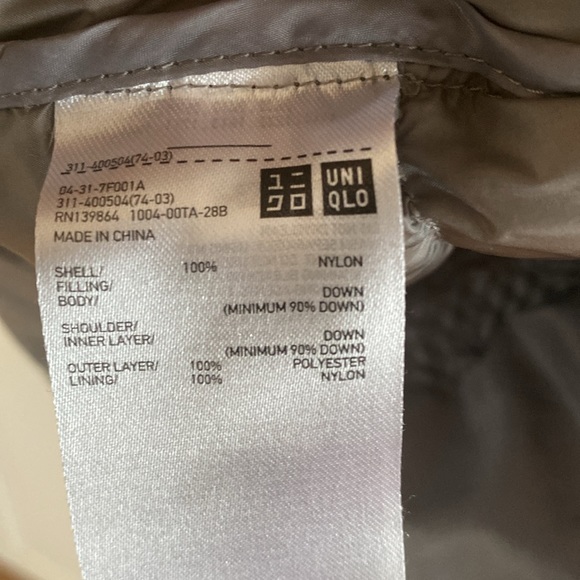 311-400504(74-03)
04-31-7F001A
311-400504(74-03)
RN139864 1004-00TA-28B
MADE IN CHINA
ユニ
クロ
UNI
QLO
SHELL/ 100% NYLON
FILLING/
BODY/ DOWN
(MINIMUM 90% DOWN)
SHOULDER/
INNER LAYER/ DOWN
(MINIMUM 90% DOWN)
OUTER LAYER/ 100% POLYESTER
LINING/ 100% NYLON